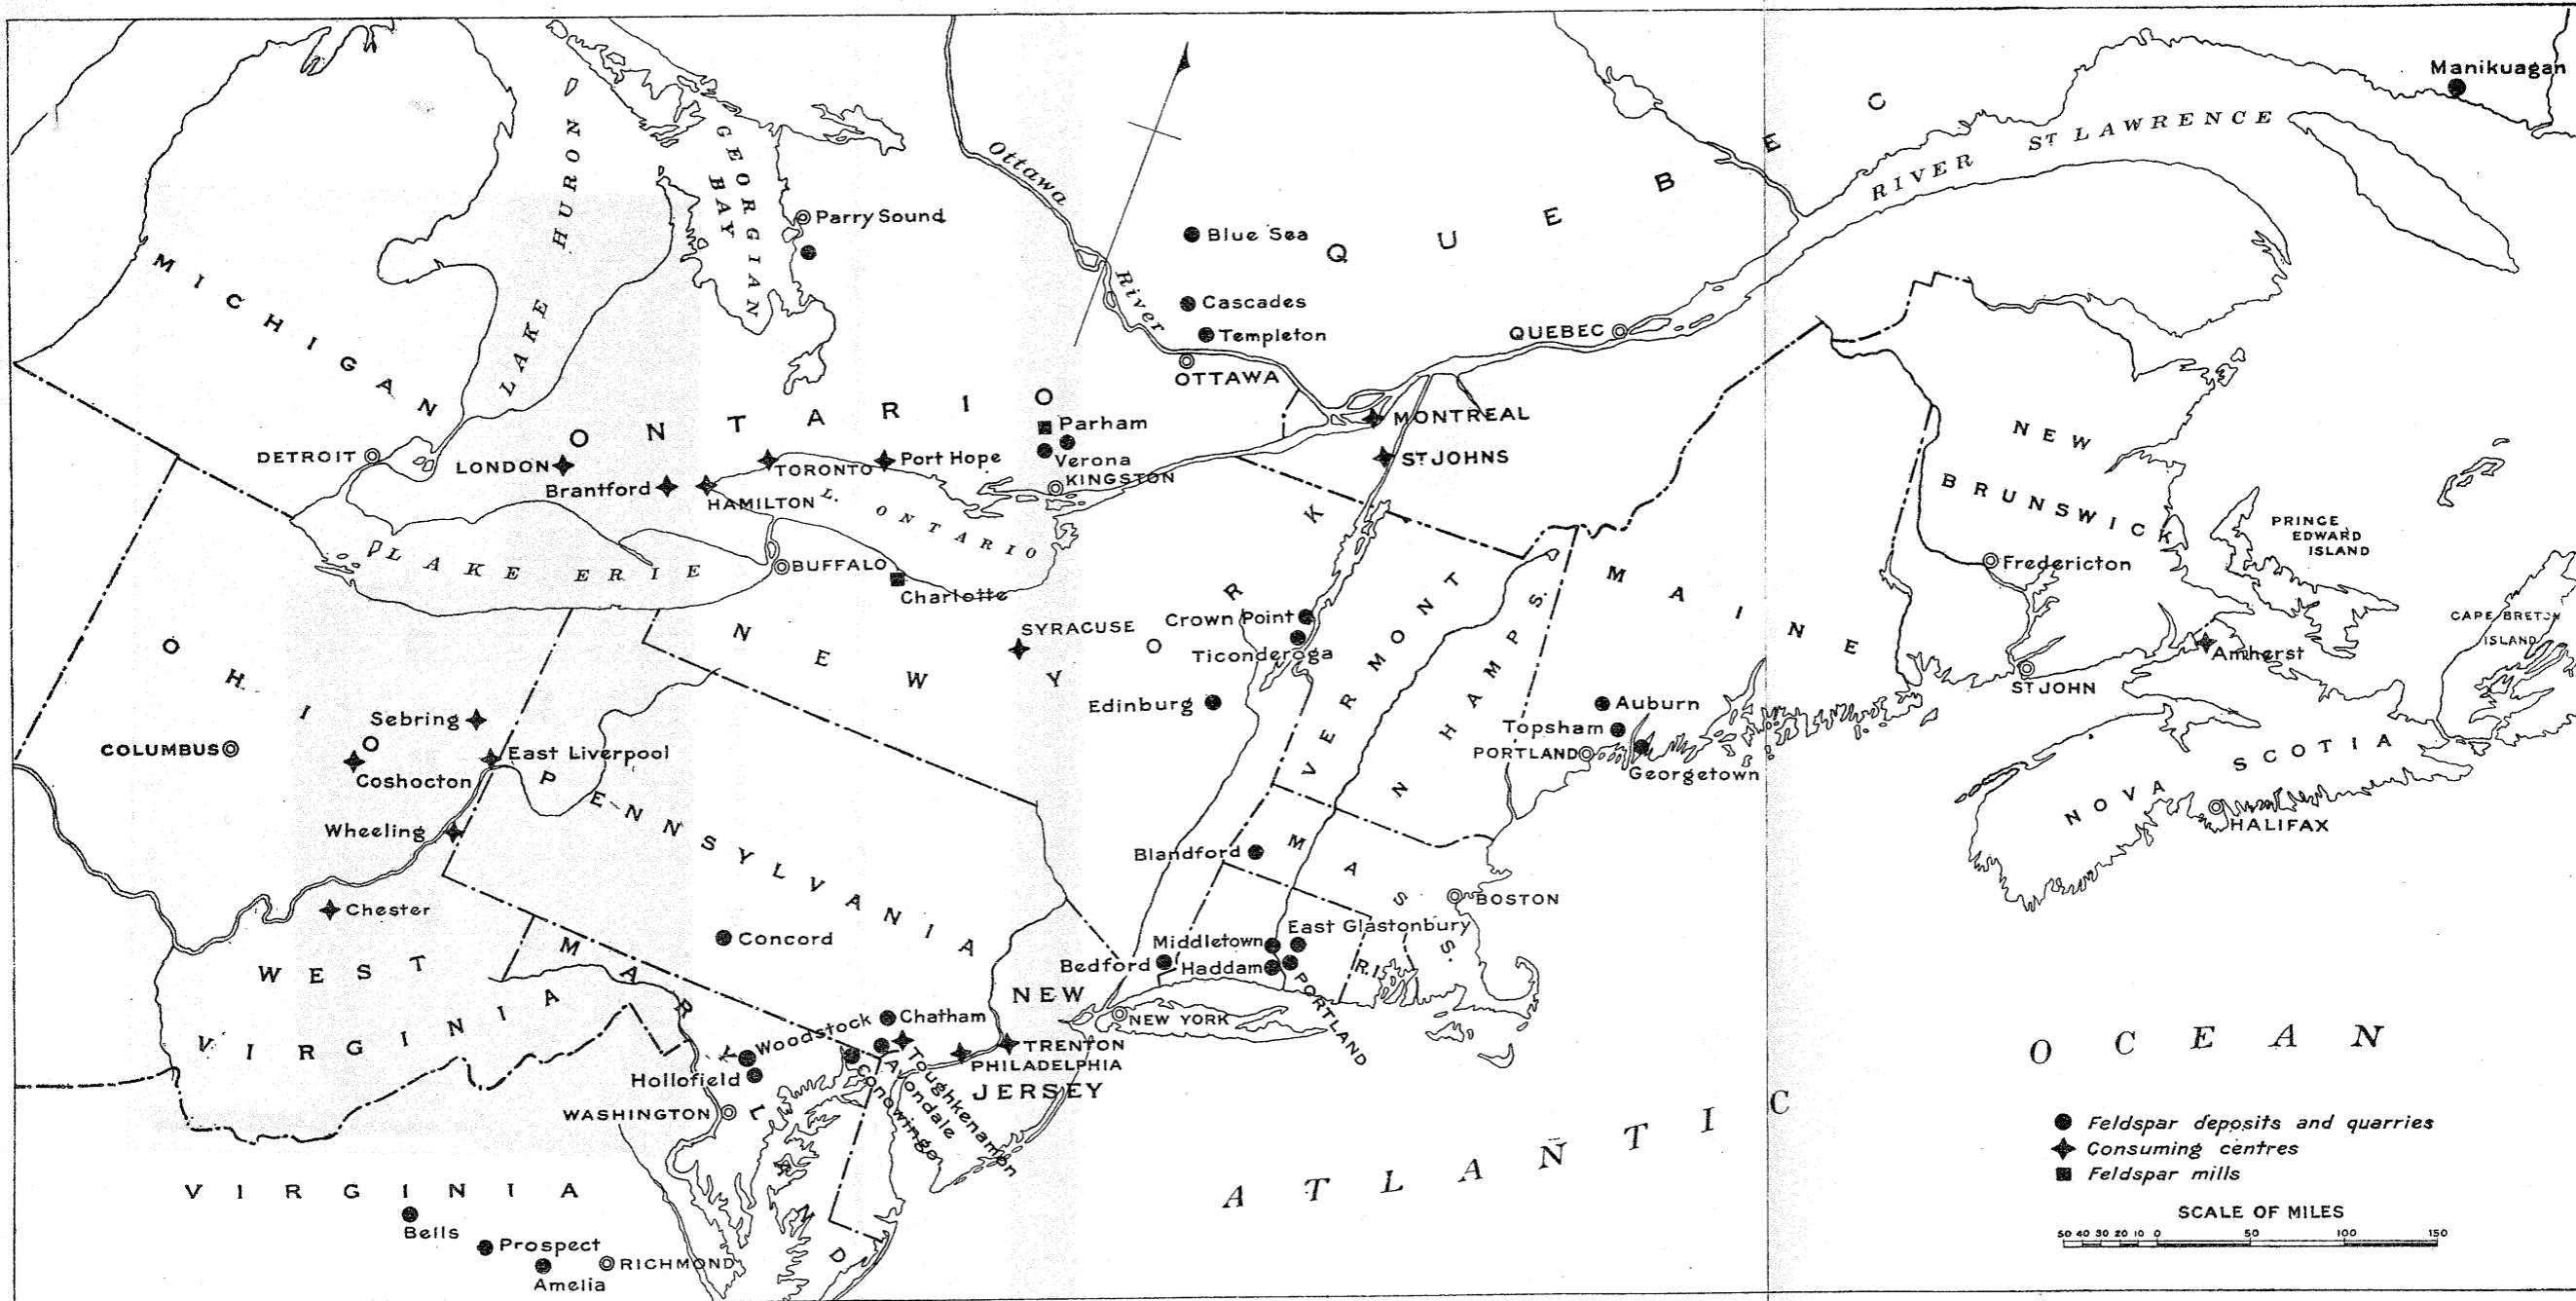 Manikuagan
QUEBEC
RIVER ST LAWRENCE
LAKE HURON
GEORGIAN
BAY
Parry Sound
Ottawa
River
Blue Sea
Cascades
Templeton
OTTAWA
QUEBEC
MICHIGAN
ONTARIO
Parham
Verona
KINGSTON
MONTREAL
ST JOHNS
DETROIT
LONDON
Brantford
HAMILTON
TORONTO
Port Hope
L. ONTARIO
LAKE ERIE
BUFFALO
Charlotte
NEW YORK
SYRACUSE
Crown Point
Ticonderoga
Edinburg
VERMONT
N HAMPS.
MAINE
Auburn
Topsham
PORTLAND
Georgetown
NEW
BRUNSWICK
Fredericton
PRINCE
EDWARD
ISLAND
CAPE BRETON
ISLAND
Amherst
ST JOHN
NOVA SCOTIA
HALIFAX
OHIO
Sebring
COLUMBUS
East Liverpool
Coshocton
Wheeling
PENNSYLVANIA
Chester
Concord
WEST
VIRGINIA
MARYLD
Blandford
MASS.
BOSTON
East Glastonbury
Middletown
Bedford
Haddam
PORTLAND
R.I.
NEW
JERSEY
NEW YORK
Chatham
Woodstock
TRENTON
PHILADELPHIA
Hollofield
Toughkenamon
Avondale
Conowingo
WASHINGTON
VIRGINIA
Bells
Prospect
Amelia
RICHMOND
ATLANTIC
OCEAN
Feldspar deposits and quarries
Consuming centres
Feldspar mills
SCALE OF MILES
50 40 30 20 10 0 50 100 150